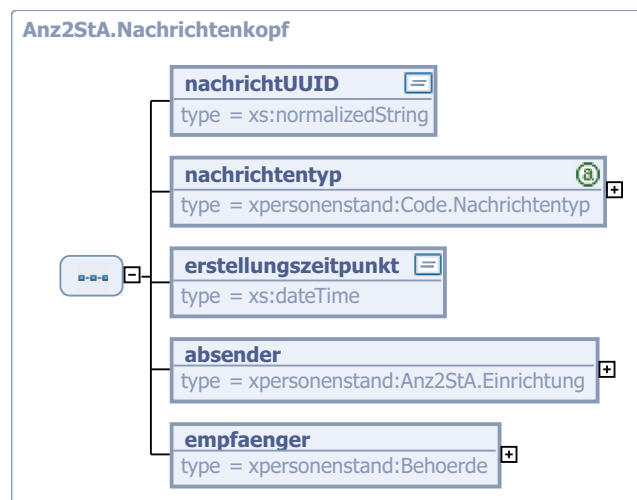 Anz2StA.Nachrichtenkopf
nachrichtUUID
type = xs:normalizedString
nachrichtentyp
type = xpersonenstand:Code.Nachrichtentyp
erstellungszeitpunkt
type = xs:dateTime
absender
type = xpersonenstand:Anz2StA.Einrichtung
empfaenger
type = xpersonenstand:Behoerde